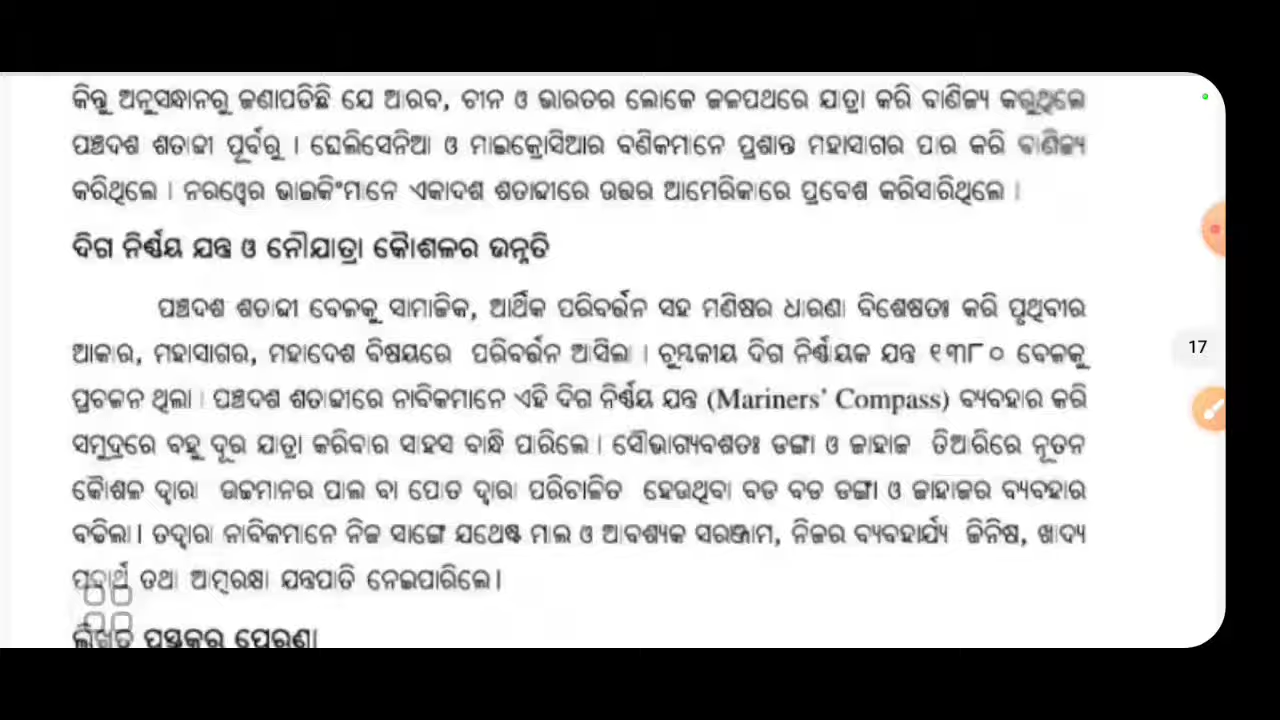 କିନ୍ତୁ ଅନୁସନ୍ଧାନରୁ ଜଣାପଡିଛି ଯେ ଆରବ, ଚୀନ ଓ ଭାରତର ଲୋକେ ଜଳପଥରେ ଯାତ୍ରା କରି ବାଣିଜ୍ୟ କରୁଥିଲେ
ପଞ୍ଚଦଶ ଶତାବ୍ଦୀ ପୂର୍ବରୁ । ଘେଲିସେନିଆ ଓ ମାଇକ୍ରୋସିଆର ବଣିକମାନେ ପ୍ରଶାନ୍ତ ମହାସାଗର ପାର କରି ବାଣିଜ୍ୟ
କରିଥିଲେ । ନରଓ୍ୱେର ଭାଇକିଂମାନେ ଏକାଦଶ ଶତାବ୍ଦୀରେ ଉତ୍ତର ଆମେରିକାରେ ପ୍ରବେଶ କରିସାରିଥିଲେ ।
ଦିଗ ନିର୍ଣ୍ଣୟ ଯନ୍ତ୍ର ଓ ନୌଯାତ୍ରା କୌଶଳର ଉନ୍ନତି
ପଞ୍ଚଦଶ ଶତାବ୍ଦୀ ବେଳକୁ ସାମାଜିକ, ଆର୍ଥିକ ପରିବର୍ତ୍ତନ ସହ ମଣିଷର ଧାରଣା ବିଶେଷତଃ କରି ପୃଥିବୀର
ଆକାର, ମହାସାଗର, ମହାଦେଶ ବିଷୟରେ ପରିବର୍ତ୍ତନ ଆସିଲା । ଚୁମ୍ବକୀୟ ଦିଗ ନିର୍ଣ୍ଣାୟକ ଯନ୍ତ୍ର ୧୩୮୦ ବେଳକୁ
ପ୍ରଚଳନ ଥିଲା । ପଞ୍ଚଦଶ ଶତାବ୍ଦୀରେ ନାବିକମାନେ ଏହି ଦିଗ ନିର୍ଣ୍ଣୟ ଯନ୍ତ୍ର (Mariners' Compass) ବ୍ୟବହାର କରି
ସମୁଦ୍ରରେ ବହୁ ଦୂର ଯାତ୍ରା କରିବାର ସାହସ ବାନ୍ଧି ପାରିଲେ । ସୌଭାଗ୍ୟବଶତଃ ଡଙ୍ଗା ଓ ଜାହାଜ ତିଆରିରେ ନୂତନ
କୌଶଳ ଦ୍ୱାରା ଉଚ୍ଚମାନର ପାଲ ବା ପୋତ ଦ୍ୱାରା ପରିଚାଳିତ ହେଉଥିବା ବଡ ବଡ ଡଙ୍ଗା ଓ ଜାହାଜର ବ୍ୟବହାର
ବଢିଲା । ତଦ୍ୱାରା ନାବିକମାନେ ନିଜ ସାଙ୍ଗେ ଯଥେଷ୍ଟ ମାଲ ଓ ଆବଶ୍ୟକ ସରଞ୍ଜାମ, ନିଜର ବ୍ୟବହାର୍ଯ୍ୟ ଜିନିଷ, ଖାଦ୍ୟ
ପଦାର୍ଥ ତଥା ଆତ୍ମରକ୍ଷା ଯନ୍ତ୍ରପାତି ନେଇପାରିଲେ ।
ଲିଖିତ ପୁସ୍ତକର ପ୍ରେରଣା
17